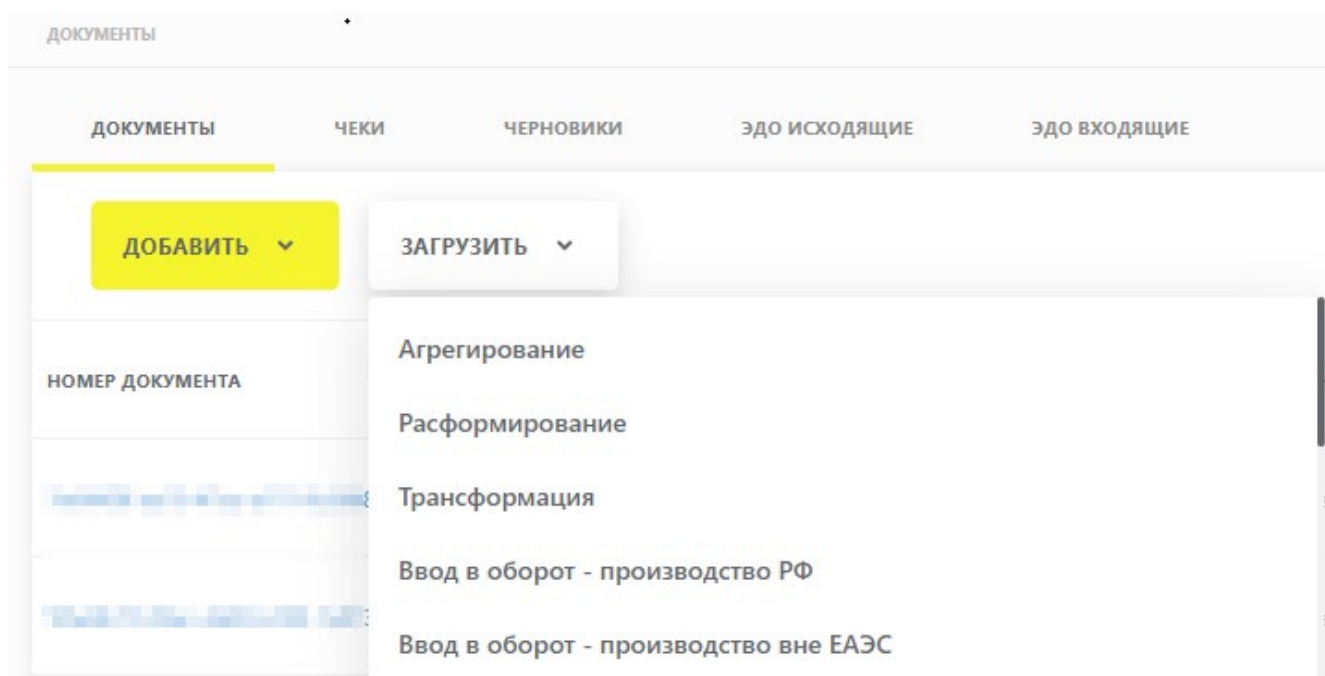 ДОКУМЕНТЫ
ДОКУМЕНТЫ ЧЕКИ ЧЕРНОВИКИ ЭДО ИСХОДЯЩИЕ ЭДО ВХОДЯЩИЕ
ДОБАВИТЬ ЗАГРУЗИТЬ
Агрегирование
НОМЕР ДОКУМЕНТА
Расформирование
Трансформация
Ввод в оборот - производство РФ
Ввод в оборот - производство вне ЕАЭС